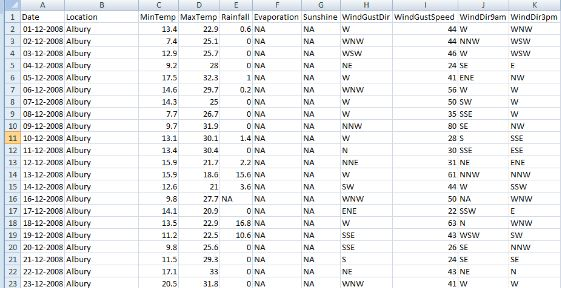 A B C D E F G H I J K
1 Date Location MinTemp MaxTemp Rainfall Evaporation Sunshine WindGustDir WindGustSpeed WindDir9am WindDir3pm
2 01-12-2008 Albury 13.4 22.9 0.6 NA NA W 44 W WNW
3 02-12-2008 Albury 7.4 25.1 0 NA NA WNW 44 NNW WSW
4 03-12-2008 Albury 12.9 25.7 0 NA NA WSW 46 W WSW
5 04-12-2008 Albury 9.2 28 0 NA NA NE 24 SE E
6 05-12-2008 Albury 17.5 32.3 1 NA NA W 41 ENE NW
7 06-12-2008 Albury 14.6 29.7 0.2 NA NA WNW 56 W W
8 07-12-2008 Albury 14.3 25 0 NA NA W 50 SW W
9 08-12-2008 Albury 7.7 26.7 0 NA NA W 35 SSE W
10 09-12-2008 Albury 9.7 31.9 0 NA NA NNW 80 SE NW
11 10-12-2008 Albury 13.1 30.1 1.4 NA NA W 28 S SSE
12 11-12-2008 Albury 13.4 30.4 0 NA NA N 30 SSE ESE
13 12-12-2008 Albury 15.9 21.7 2.2 NA NA NNE 31 NE ENE
14 13-12-2008 Albury 15.9 18.6 15.6 NA NA W 61 NNW NNW
15 14-12-2008 Albury 12.6 21 3.6 NA NA SW 44 W SSW
16 16-12-2008 Albury 9.8 27.7 NA NA NA WNW 50 NA WNW
17 17-12-2008 Albury 14.1 20.9 0 NA NA ENE 22 SSW E
18 18-12-2008 Albury 13.5 22.9 16.8 NA NA W 63 N WNW
19 19-12-2008 Albury 11.2 22.5 10.6 NA NA SSE 43 WSW SW
20 20-12-2008 Albury 9.8 25.6 0 NA NA SSE 26 SE NNW
21 21-12-2008 Albury 11.5 29.3 0 NA NA S 24 SE SE
22 22-12-2008 Albury 17.1 33 0 NA NA NE 43 NE N
23 23-12-2008 Albury 20.5 31.8 0 NA NA WNW 41 W W